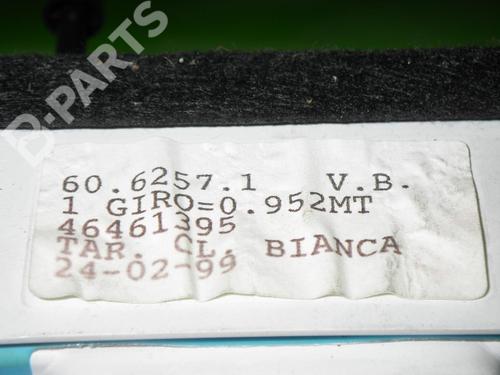 B-PARTS
60.6257.1 V.B.
1 GIRO=0.952MT
46461395
TAR. CL. BIANCA
24-02-99